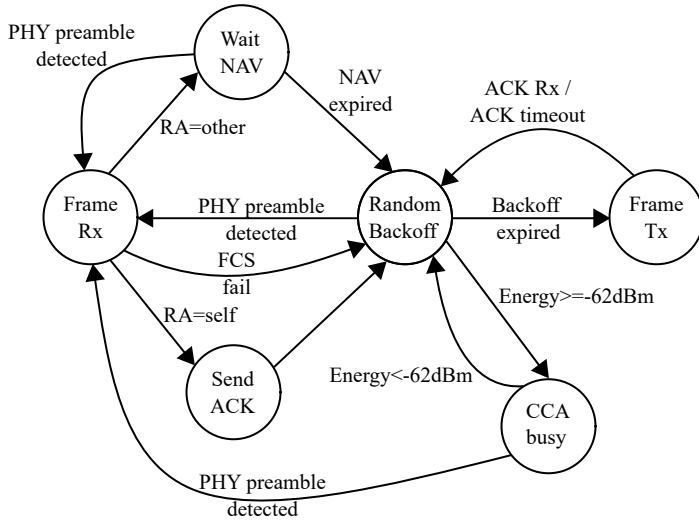 PHY preamble
detected
Wait
NAV
NAV
expired
ACK Rx /
ACK timeout
RA=other
Frame
Rx
PHY preamble
detected
Random
Backoff
Backoff
expired
Frame
Tx
FCS
fail
RA=self
Energy>=-62dBm
Send
ACK
Energy<-62dBm
CCA
busy
PHY preamble
detected